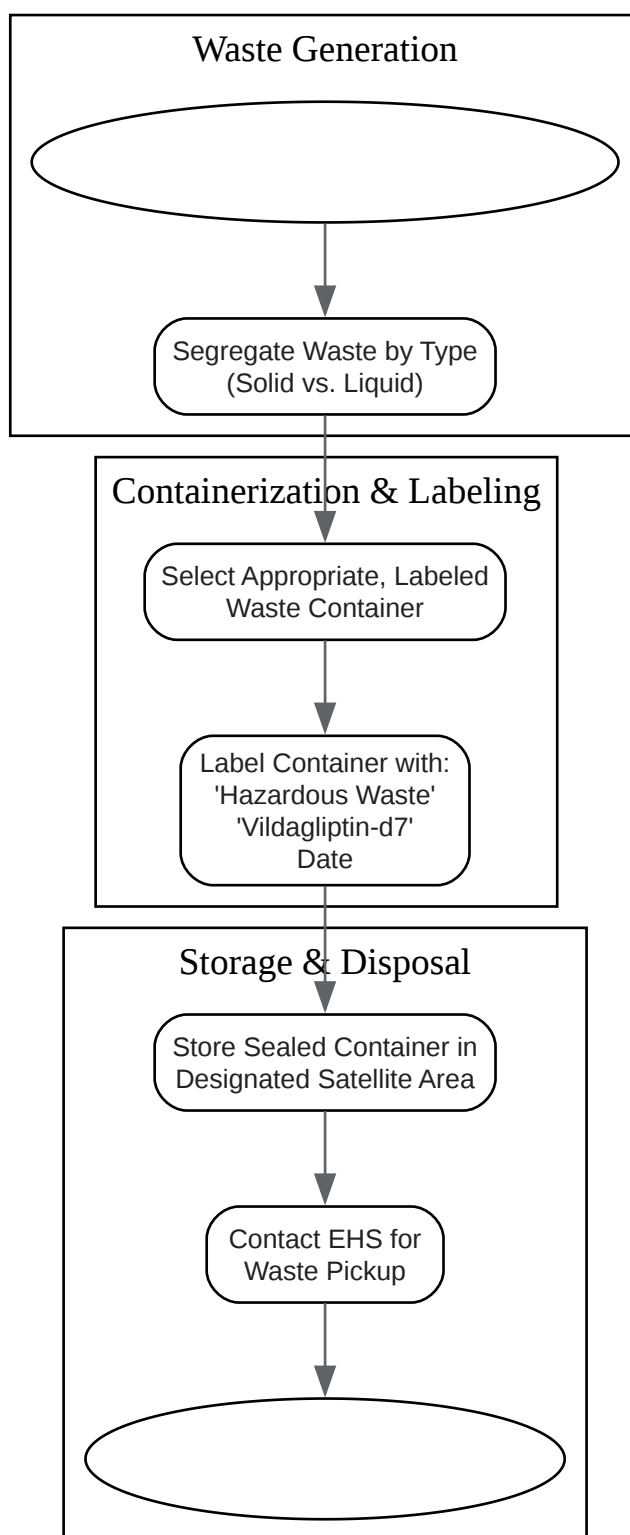 Waste Generation
Segregate Waste by Type
(Solid vs. Liquid)
Containerization & Labeling
Select Appropriate, Labeled
Waste Container
Label Container with:
'Hazardous Waste'
'Vildagliptin-d7'
Date
Storage & Disposal
Store Sealed Container in
Designated Satellite Area
Contact EHS for
Waste Pickup